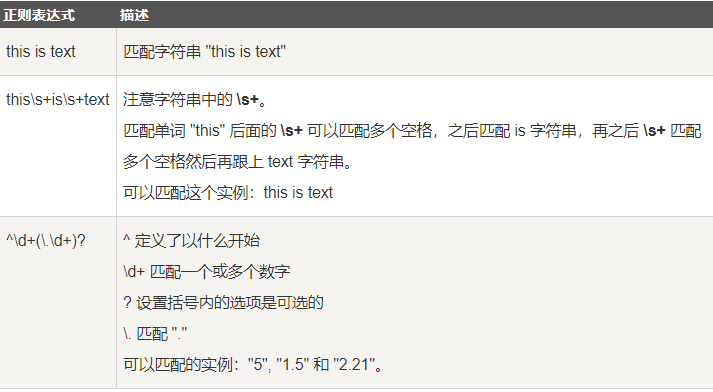 正则表达式 描述
this is text 匹配字符串 "this is text"
this\s+is\s+text 注意字符串中的 \s+。
匹配单词 "this" 后面的 \s+ 可以匹配多个空格，之后匹配 is 字符串，再之后 \s+ 匹配
多个空格然后再跟上 text 字符串。
可以匹配这个实例：this is text
^\d+(\.\d+)? ^ 定义了以什么开始
\d+ 匹配一个或多个数字
? 设置括号内的选项是可选的
\. 匹配 "."
可以匹配的实例："5", "1.5" 和 "2.21"。